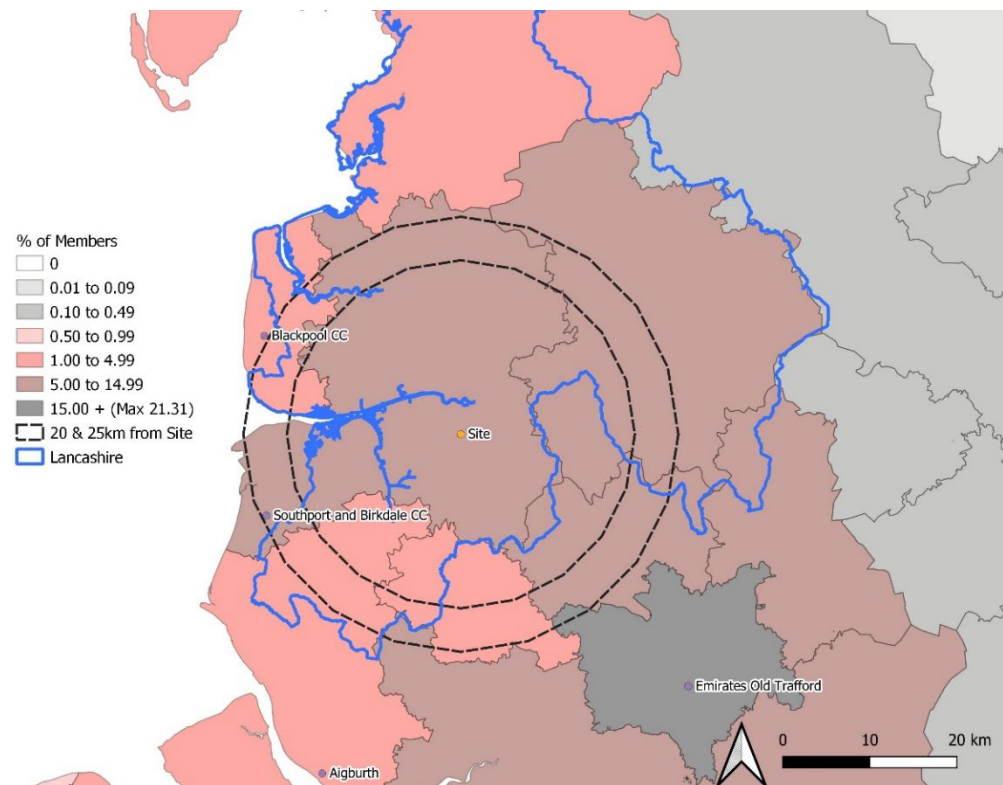 % of Members
0
0.01 to 0.09
0.10 to 0.49
0.50 to 0.99
1.00 to 4.99
5.00 to 14.99
15.00 + (Max 21.31)
20 & 25km from Site
Lancashire
Blackpool CC
Site
Southport and Birkdale CC
Emirates Old Trafford
Aigburth
0 10 20 km